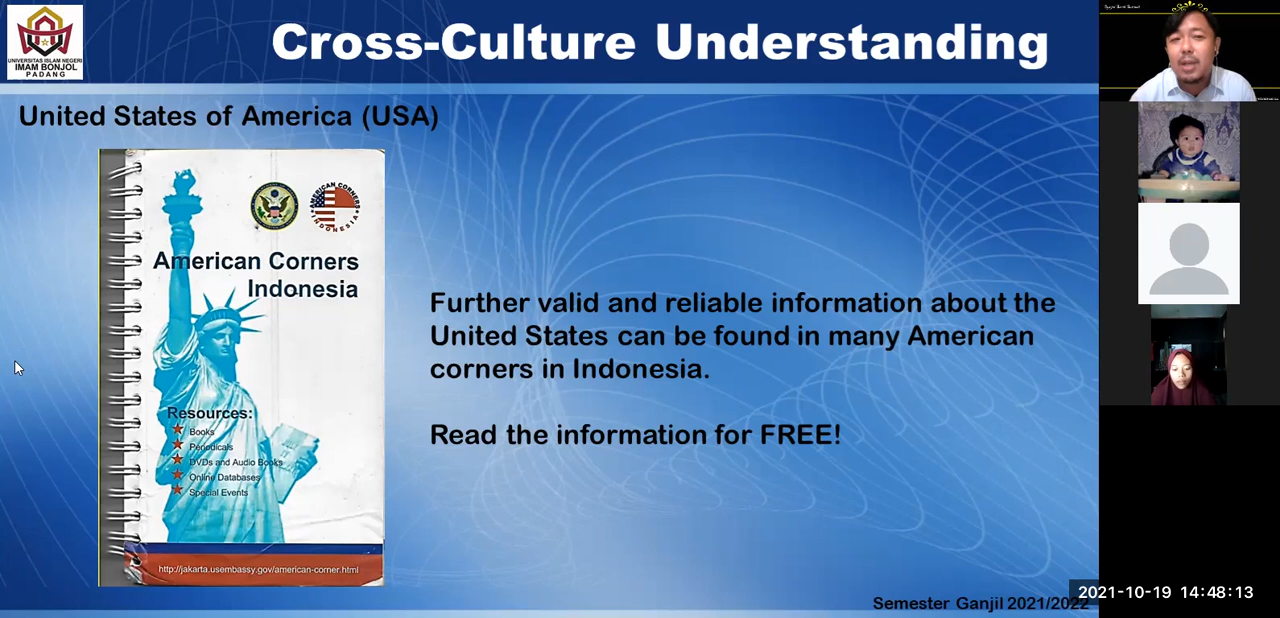 UNIVERSITAS ISLAM NEGERI
IMAM BONJOL
PADANG
Cross-Culture Understanding
United States of America (USA)
AMERICAN CORNERS
INDONESIA
American Corners
Indonesia
Resources:
Books
Periodicals
DVDs and Audio Books
Online Databases
Special Events
http://jakarta.usembassy.gov/american-corner.html
Further valid and reliable information about the
United States can be found in many American
corners in Indonesia.
Read the information for FREE!
Semester Ganjil 2021/2022
2021-10-19 14:48:13